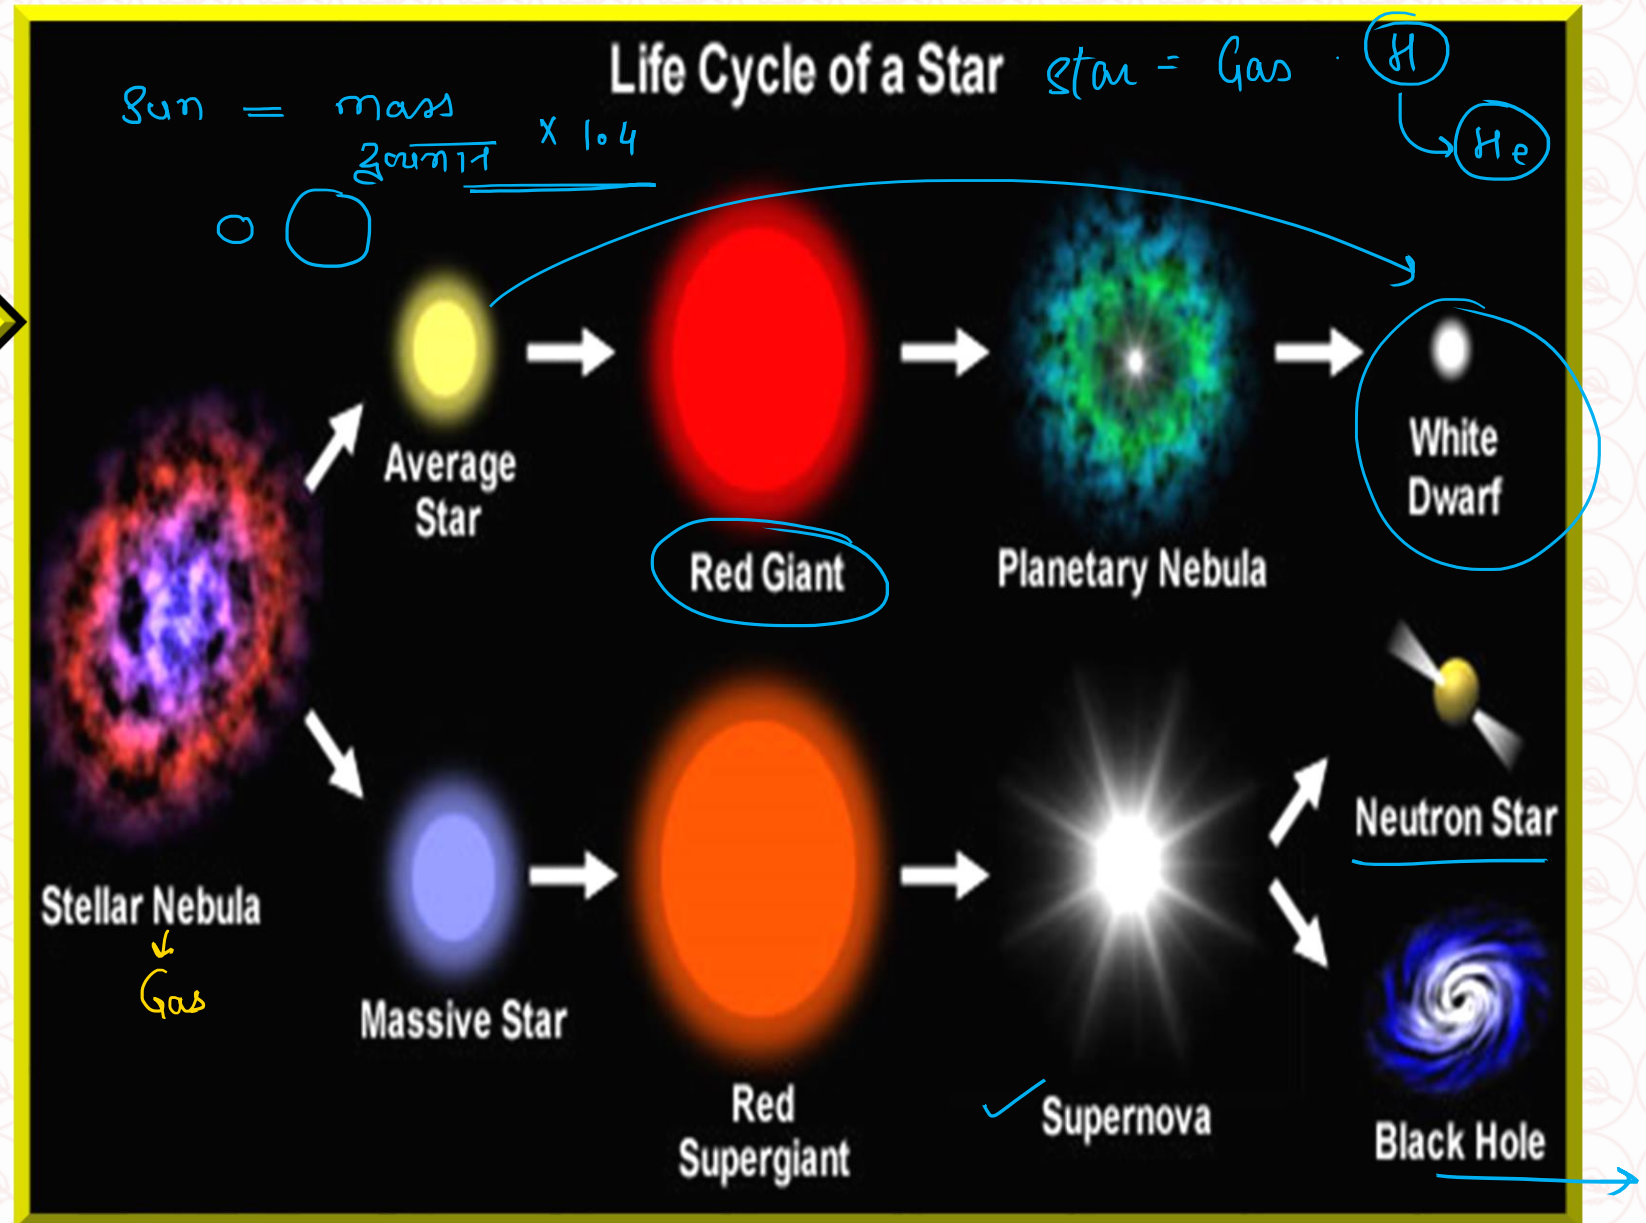 Life Cycle of a Star
star = Gas · H
He
Sun = mass × 1.4
Average
Star
Red Giant
Planetary Nebula
White
Dwarf
Stellar Nebula
Gas
Massive Star
Red
Supergiant
Supernova
Neutron Star
Black Hole